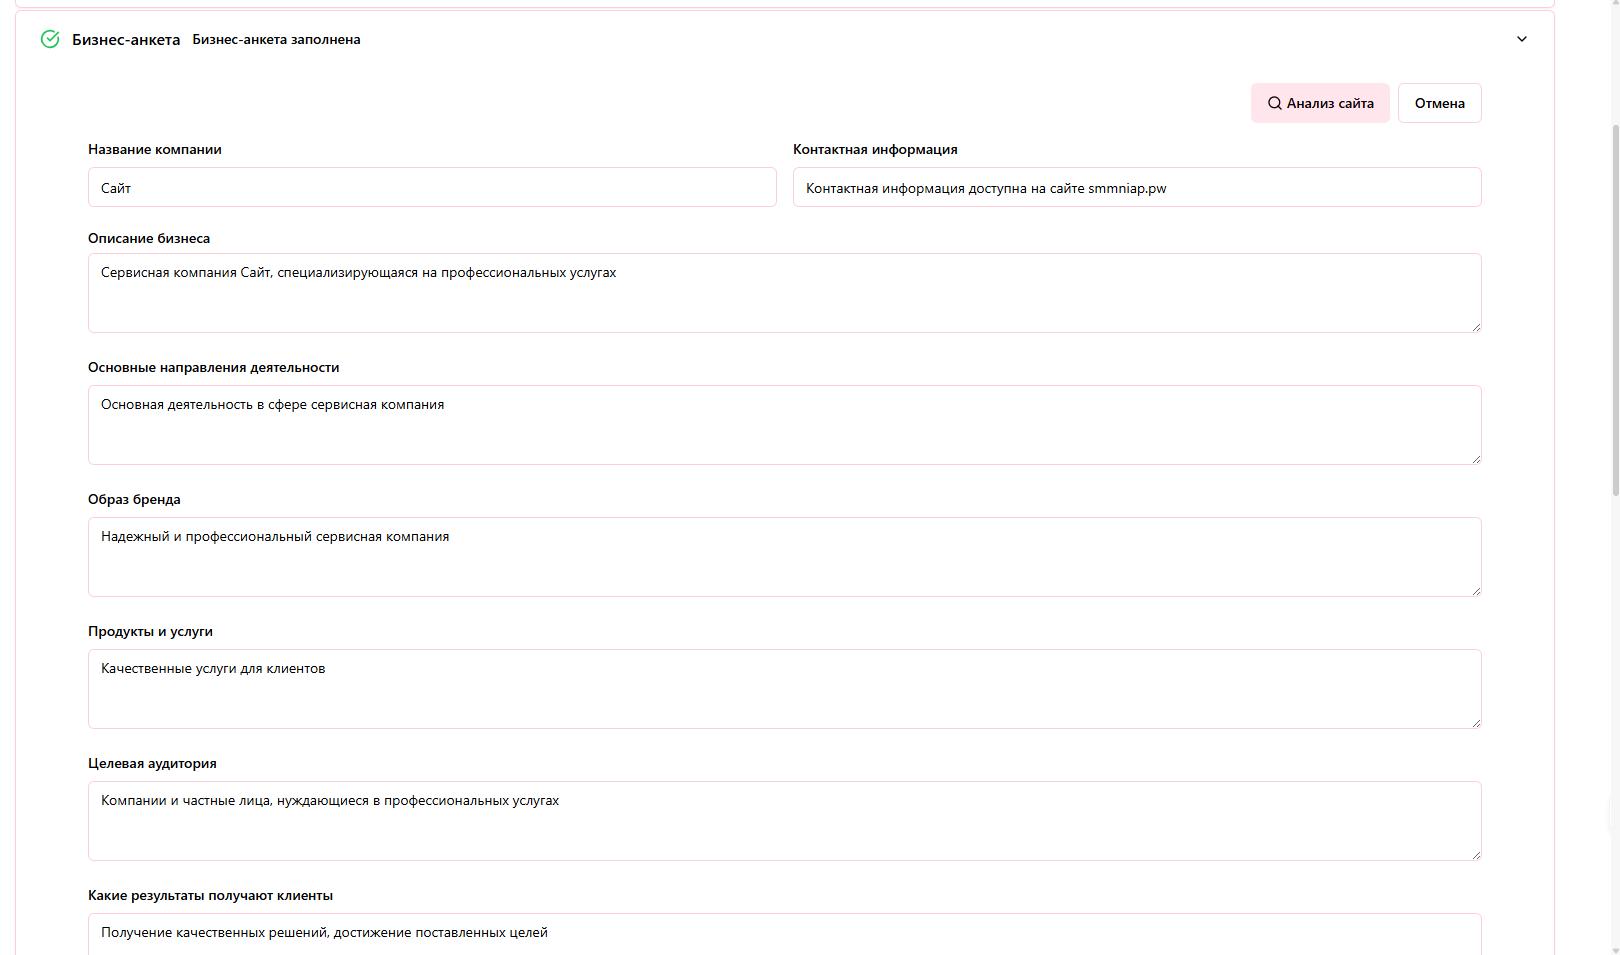 Бизнес-анкета Бизнес-анкета заполнена
Анализ сайта Отмена
Название компании
Сайт
Контактная информация
Контактная информация доступна на сайте smmniap.pw
Описание бизнеса
Сервисная компания Сайт, специализирующаяся на профессиональных услугах
Основные направления деятельности
Основная деятельность в сфере сервисная компания
Образ бренда
Надежный и профессиональный сервисная компания
Продукты и услуги
Качественные услуги для клиентов
Целевая аудитория
Компании и частные лица, нуждающиеся в профессиональных услугах
Какие результаты получают клиенты
Получение качественных решений, достижение поставленных целей